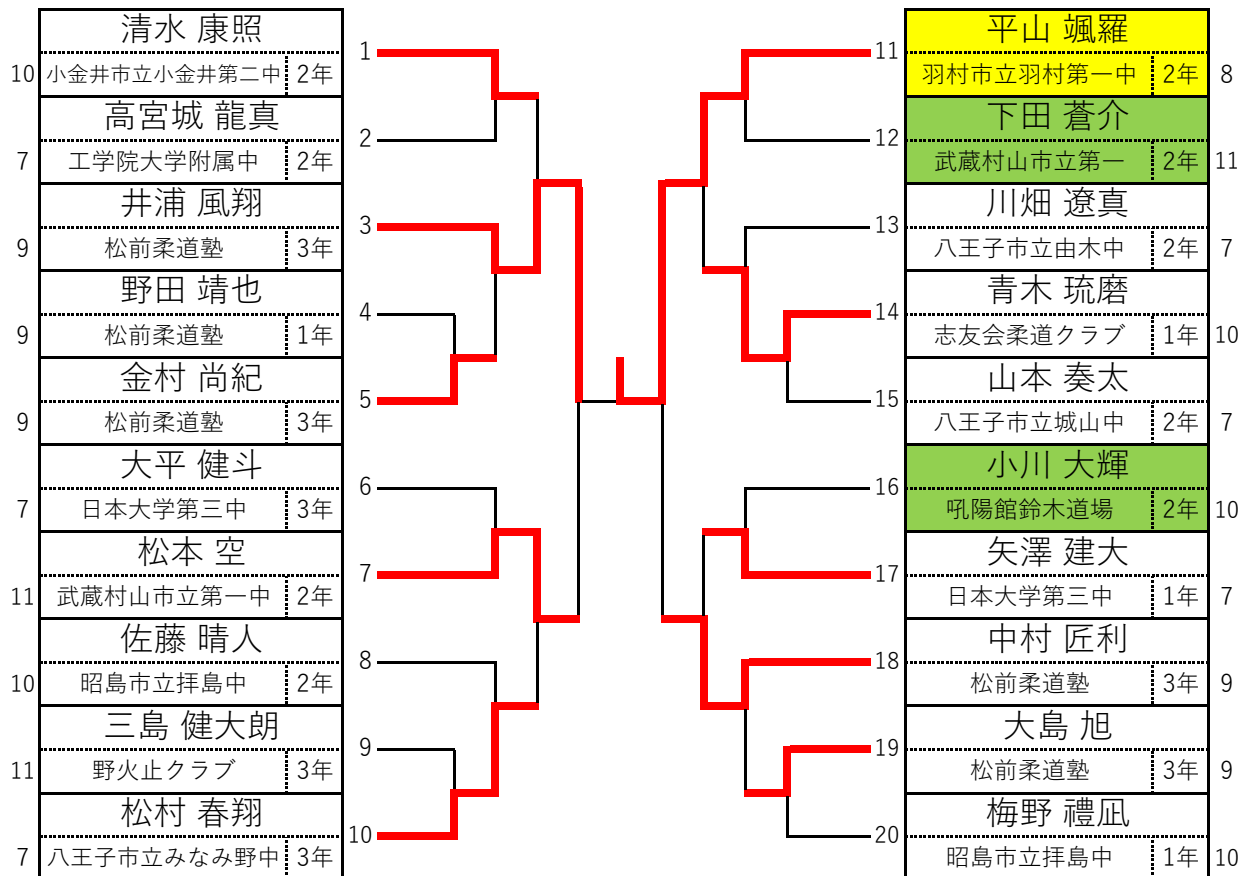 清水 康照
10 小金井市立小金井第二中 2年
1
高宮城 龍真
7 工学院大学附属中 2年
2
井浦 風翔
9 松前柔道塾 3年
3
野田 靖也
9 松前柔道塾 1年
4
金村 尚紀
9 松前柔道塾 3年
5
大平 健斗
7 日本大学第三中 3年
6
松本 空
11 武蔵村山市立第一中 2年
7
佐藤 晴人
10 昭島市立拝島中 2年
8
三島 健大朗
11 野火止クラブ 3年
9
松村 春翔
7 八王子市立みなみ野中 3年
10
平山 颯羅
11
羽村市立羽村第一中 2年 8
下田 蒼介
12
武蔵村山市立第一 2年 11
川畑 遼真
13
八王子市立由木中 2年 7
青木 琉磨
14
志友会柔道クラブ 1年 10
山本 奏太
15
八王子市立城山中 2年 7
小川 大輝
16
吼陽館鈴木道場 2年 10
矢澤 建大
17
日本大学第三中 1年 7
中村 匠利
18
松前柔道塾 3年 9
大島 旭
19
松前柔道塾 3年 9
梅野 禮凪
20
昭島市立拝島中 1年 10